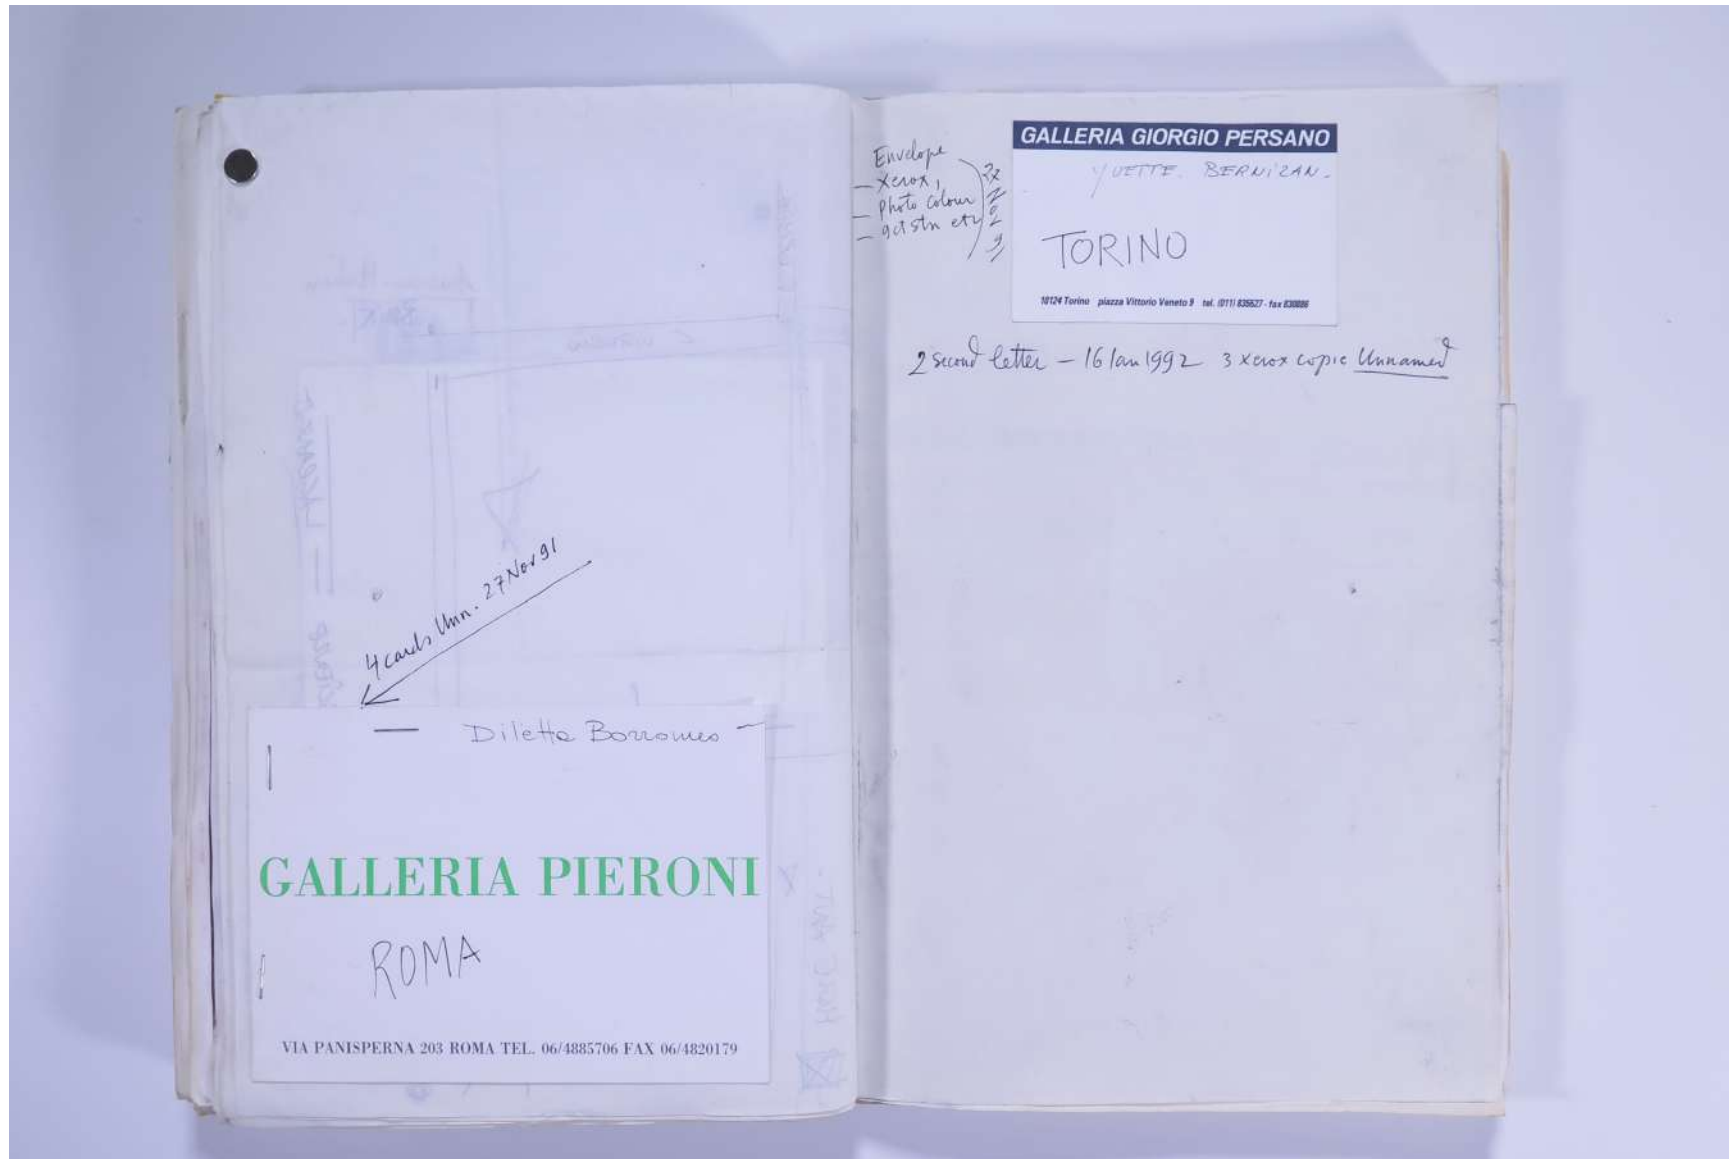 4 cards Unn. 27 Nov 91
— Diletta Borromeo —
GALLERIA PIERONI
ROMA
VIA PANISPERNA 203 ROMA TEL. 06/4885706 FAX 06/4820179
Envelope
— Xerox,
— Photo Colour
—
GALLERIA GIORGIO PERSANO
YVETTE. BERNIZAN.
TORINO
10124 Torino piazza Vittorio Veneto 9 tel. (011) 835527 - fax
2 second letter — 16 Jan 1992 3 xerox copie Unnamed